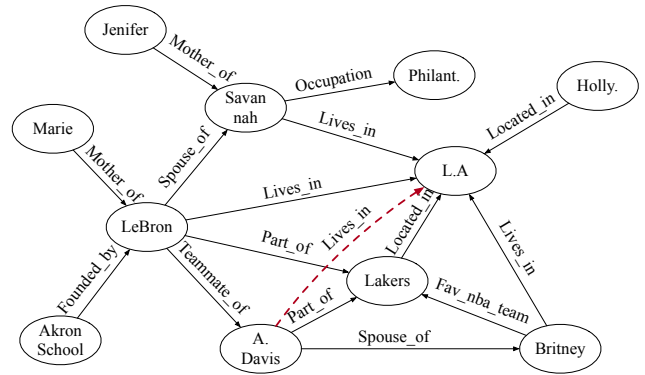 Jenifer
Mother_of
Occupation
Philant.
Holly.
Savan
nah
Located_in
Marie
Lives_in
Mother_of
Spouse_of
L.A
Lives_in
LeBron
Lives_in
Located_in
Lives_in
Part_of
Founded_by
Teammate_of
Lakers
Part_of
Fav_nba_team
Akron
School
A.
Davis
Spouse_of
Britney